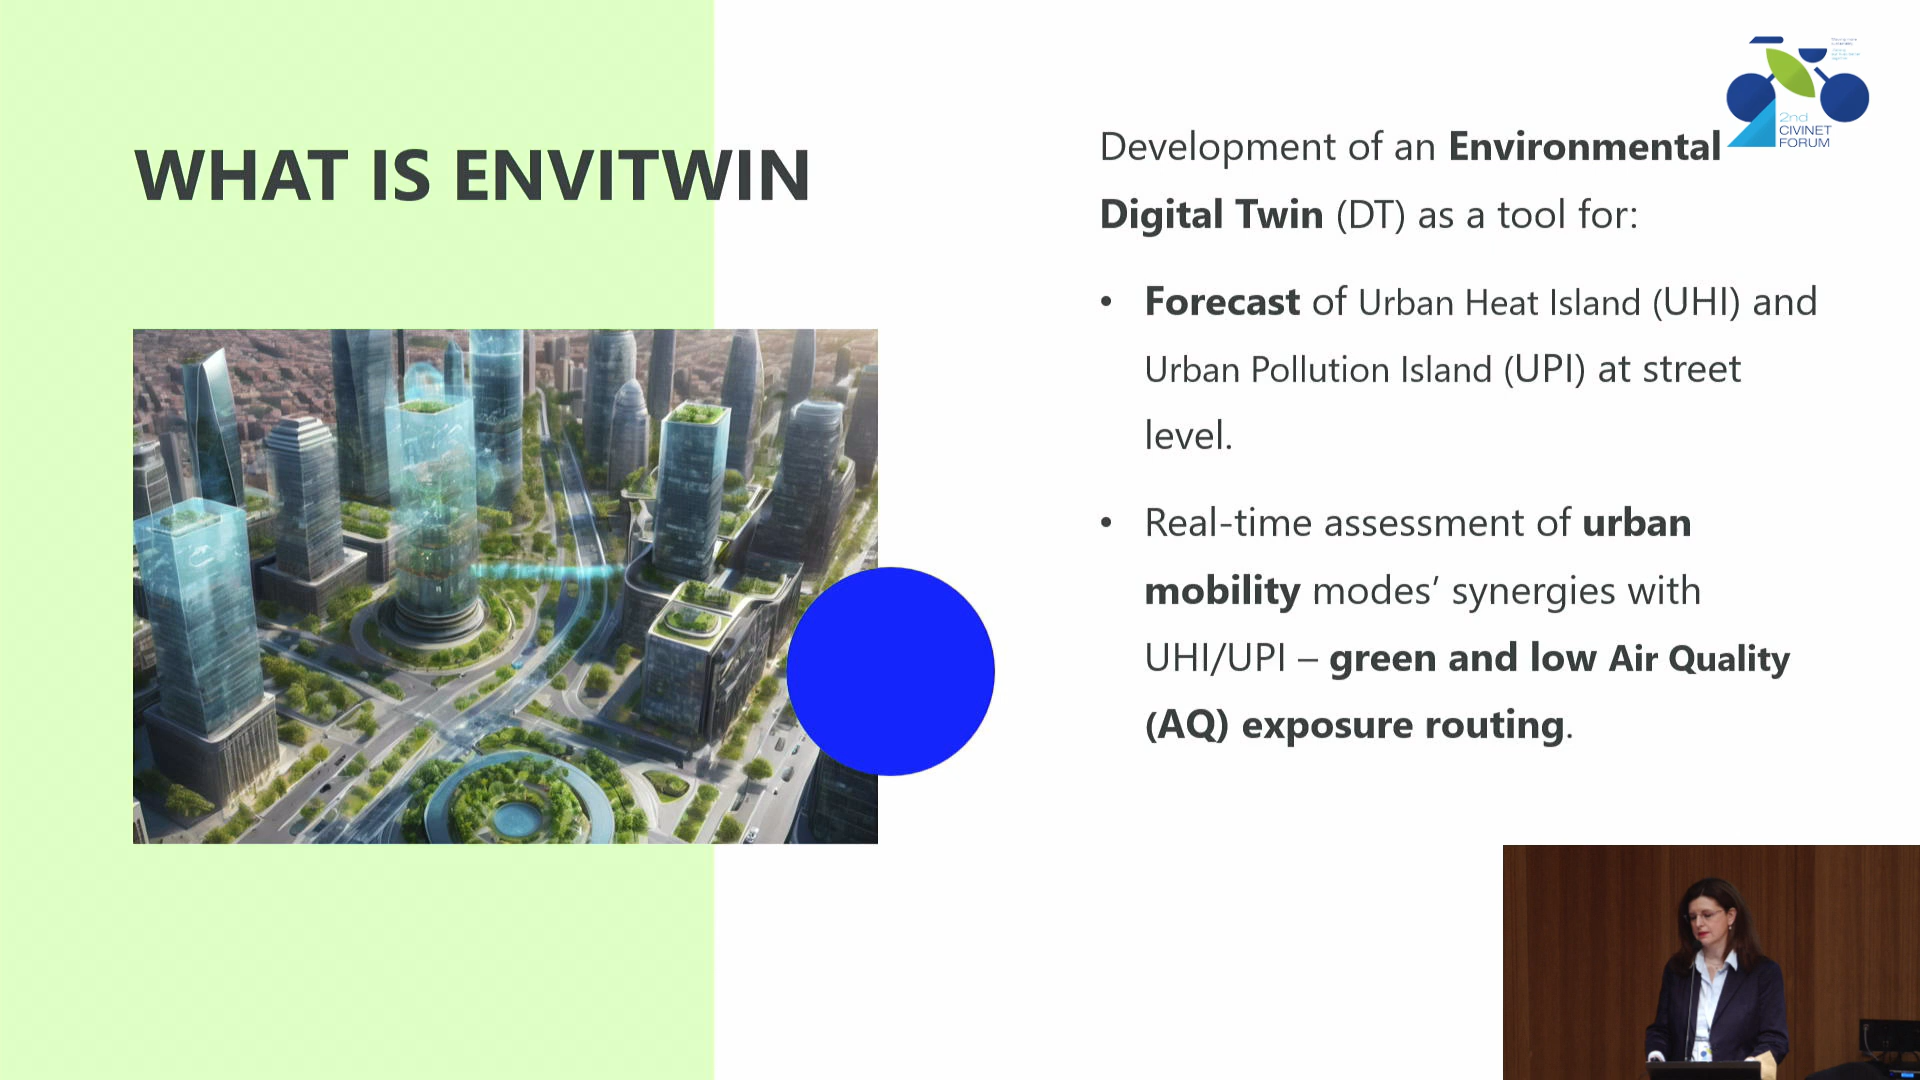 WHAT IS ENVITWIN
Development of an Environmental
Digital Twin (DT) as a tool for:
• Forecast of Urban Heat Island (UHI) and
Urban Pollution Island (UPI) at street
level.
• Real-time assessment of urban
mobility modes’ synergies with
UHI/UPI – green and low Air Quality
(AQ) exposure routing.
2nd
CIVINET
FORUM